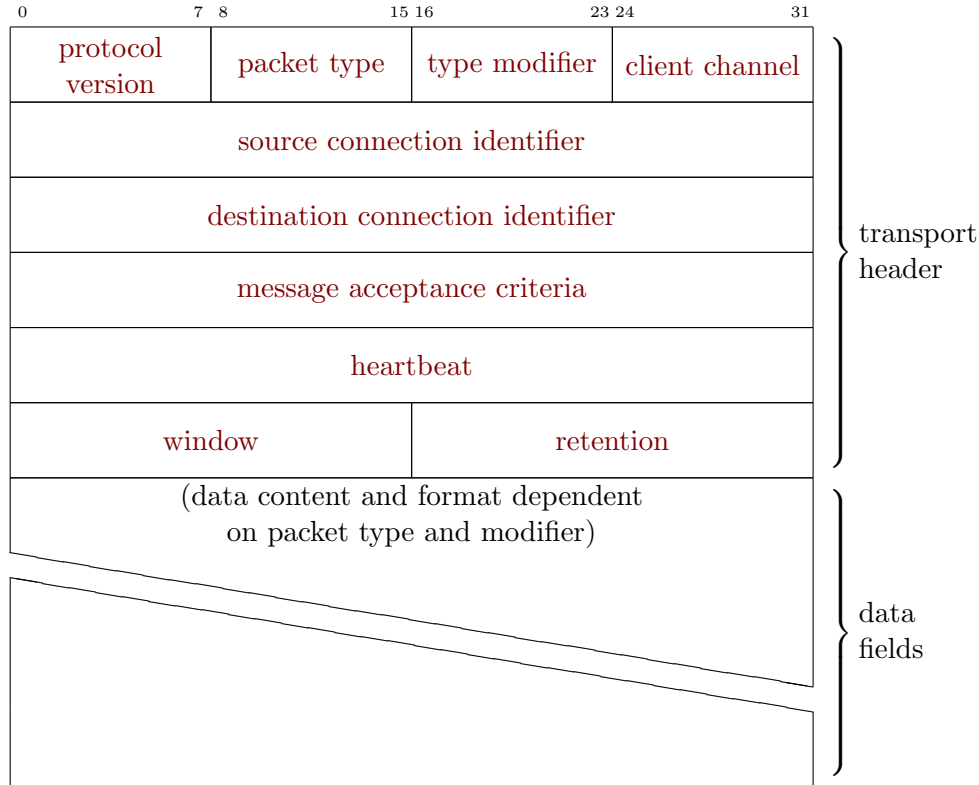 0 7 8 15 16 23 24 31
protocol version packet type type modifier client channel
source connection identifier
destination connection identifier
transport
header
message acceptance criteria
heartbeat
window retention
(data content and format dependent
on packet type and modifier)
data
fields